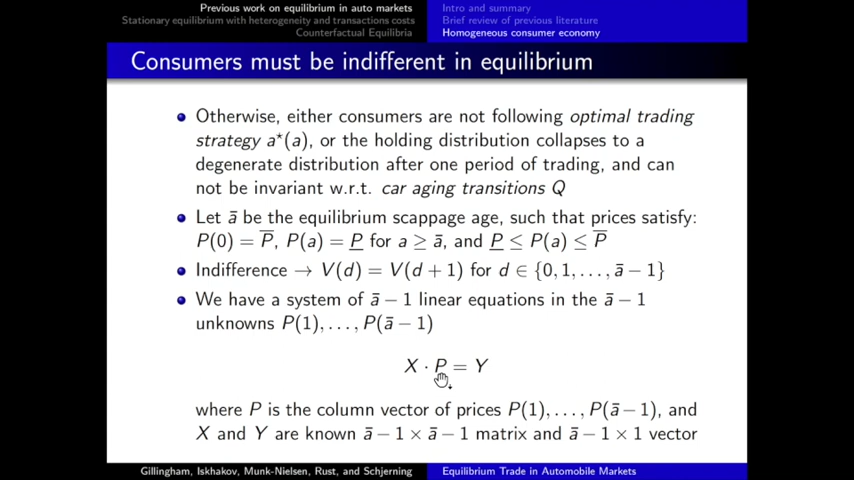 Previous work on equilibrium in auto markets
Stationary equilibrium with heterogeneity and transactions costs
Counterfactual Equilibria
Intro and summary
Brief review of previous literature
Homogeneous consumer economy
Consumers must be indifferent in equilibrium
Otherwise, either consumers are not following optimal trading
strategy a*(a), or the holding distribution collapses to a
degenerate distribution after one period of trading, and can
not be invariant w.r.t. car aging transitions Q
Let ā be the equilibrium scappage age, such that prices satisfy:
P(0) = P̅, P(a) = P̲ for a ≥ ā, and P̲ ≤ P(a) ≤ P̅
Indifference → V(d) = V(d + 1) for d ∈ {0, 1, . . . , ā − 1}
We have a system of ā − 1 linear equations in the ā − 1
unknowns P(1), . . . , P(ā − 1)
X · P = Y
where P is the column vector of prices P(1), . . . , P(ā − 1), and
X and Y are known ā − 1 × ā − 1 matrix and ā − 1 × 1 vector
Gillingham, Iskhakov, Munk-Nielsen, Rust, and Schjerning
Equilibrium Trade in Automobile Markets